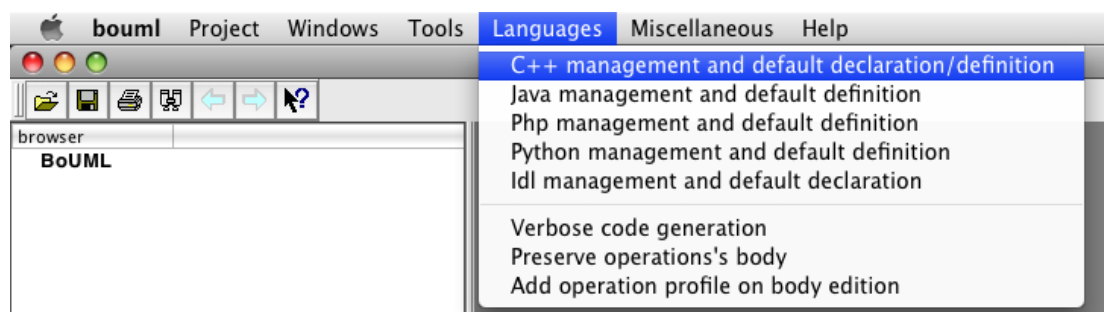 bouml Project Windows Tools Languages Miscellaneous Help
C++ management and default declaration/definition
Java management and default definition
Php management and default definition
Python management and default definition
Idl management and default declaration
Verbose code generation
Preserve operations's body
Add operation profile on body edition
browser
BoUML